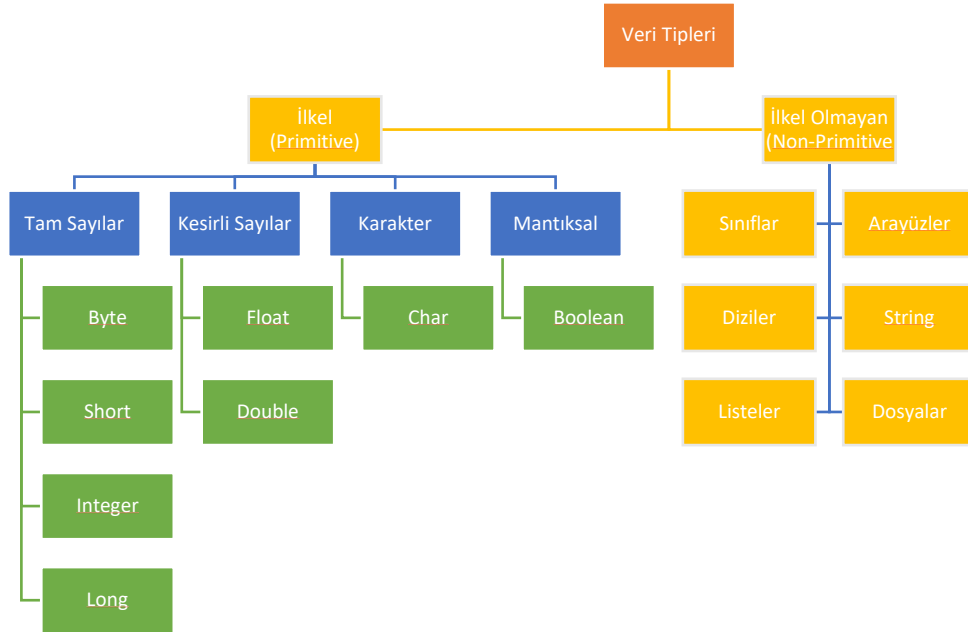 Veri Tipleri
İlkel
(Primitive)
İlkel Olmayan
(Non-Primitive
Tam Sayılar
Kesirli Sayılar
Karakter
Mantıksal
Sınıflar
Arayüzler
Byte
Float
Char
Boolean
Diziler
String
Short
Double
Listeler
Dosyalar
Integer
Long